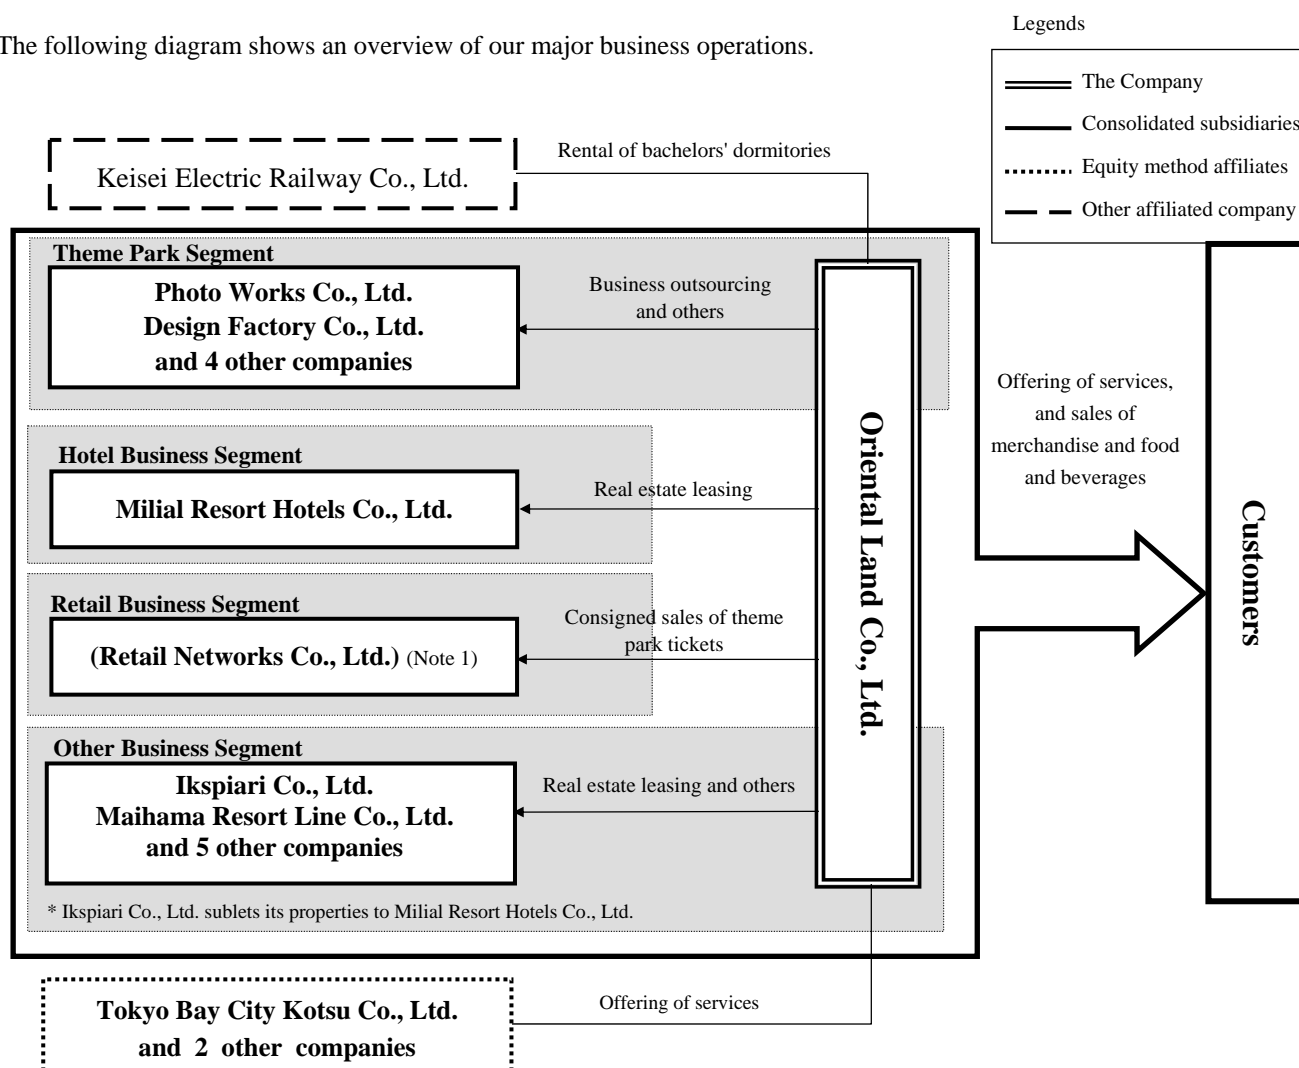 The following diagram shows an overview of our major business operations.
Legends
The Company
Consolidated subsidiaries
Equity method affiliates
Other affiliated company
Keisei Electric Railway Co., Ltd.
Rental of bachelors' dormitories
Theme Park Segment
Photo Works Co., Ltd.
Design Factory Co., Ltd.
and 4 other companies
Business outsourcing
and others
Hotel Business Segment
Milial Resort Hotels Co., Ltd.
Real estate leasing
Retail Business Segment
(Retail Networks Co., Ltd.) (Note 1)
Consigned sales of theme
park tickets
Other Business Segment
Ikspiari Co., Ltd.
Maihama Resort Line Co., Ltd.
and 5 other companies
Real estate leasing and others
* Ikspiari Co., Ltd. sublets its properties to Milial Resort Hotels Co., Ltd.
Oriental Land Co., Ltd.
Offering of services,
and sales of
merchandise and food
and beverages
Customers
Tokyo Bay City Kotsu Co., Ltd.
and 2 other companies
Offering of services